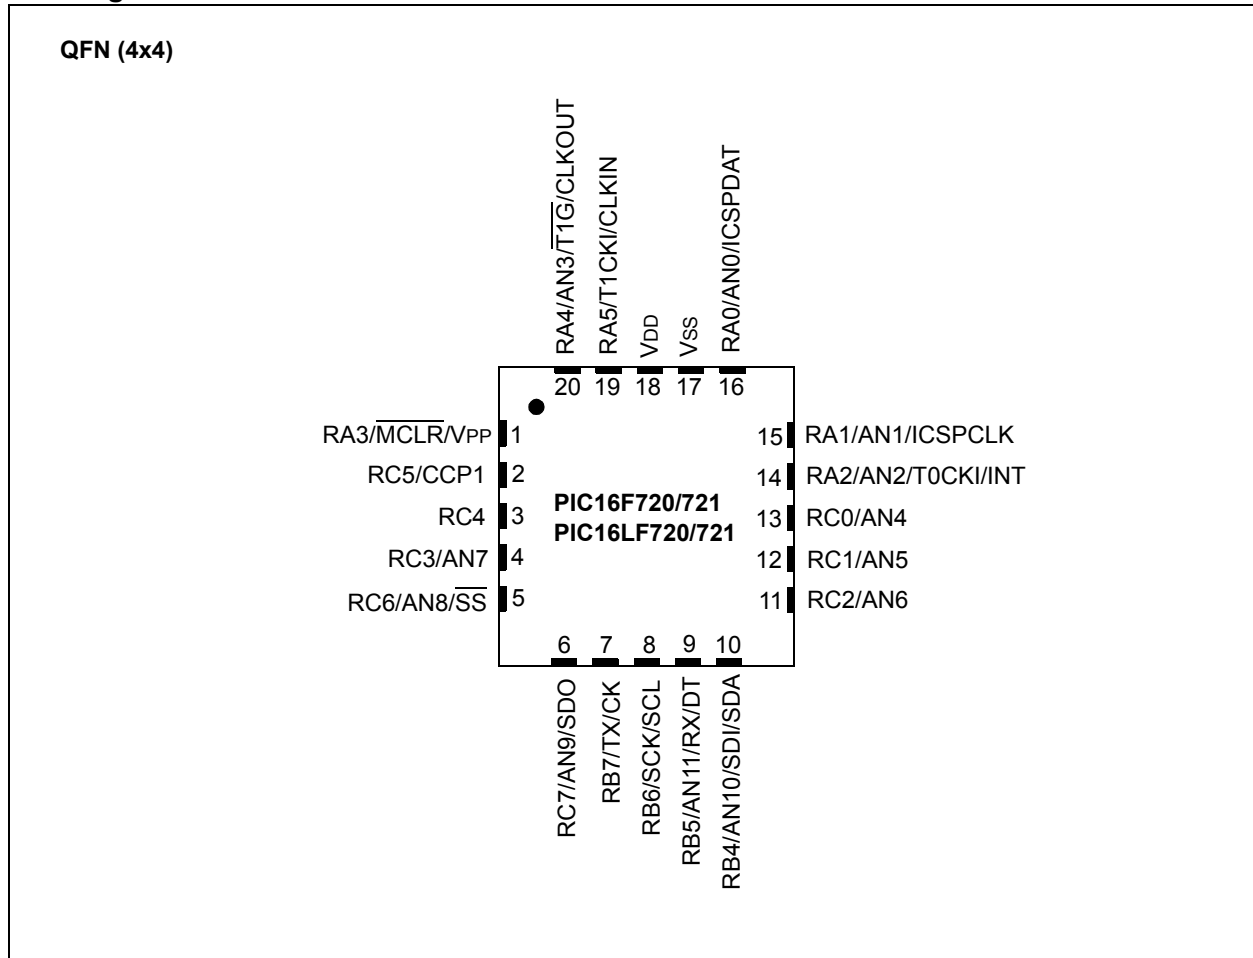 QFN (4x4)
RA4/AN3/T1G/CLKOUT
RA5/T1CKI/CLKIN
VDD
VSS
RA0/AN0/ICSPDAT
20 19 18 17 16
RA3/MCLR/VPP 1
RC5/CCP1 2
RC4 3
RC3/AN7 4
RC6/AN8/SS 5
PIC16F720/721
PIC16LF720/721
15 RA1/AN1/ICSPCLK
14 RA2/AN2/T0CKI/INT
13 RC0/AN4
12 RC1/AN5
11 RC2/AN6
6 7 8 9 10
RC7/AN9/SDO
RB7/TX/CK
RB6/SCK/SCL
RB5/AN11/RX/DT
RB4/AN10/SDI/SDA